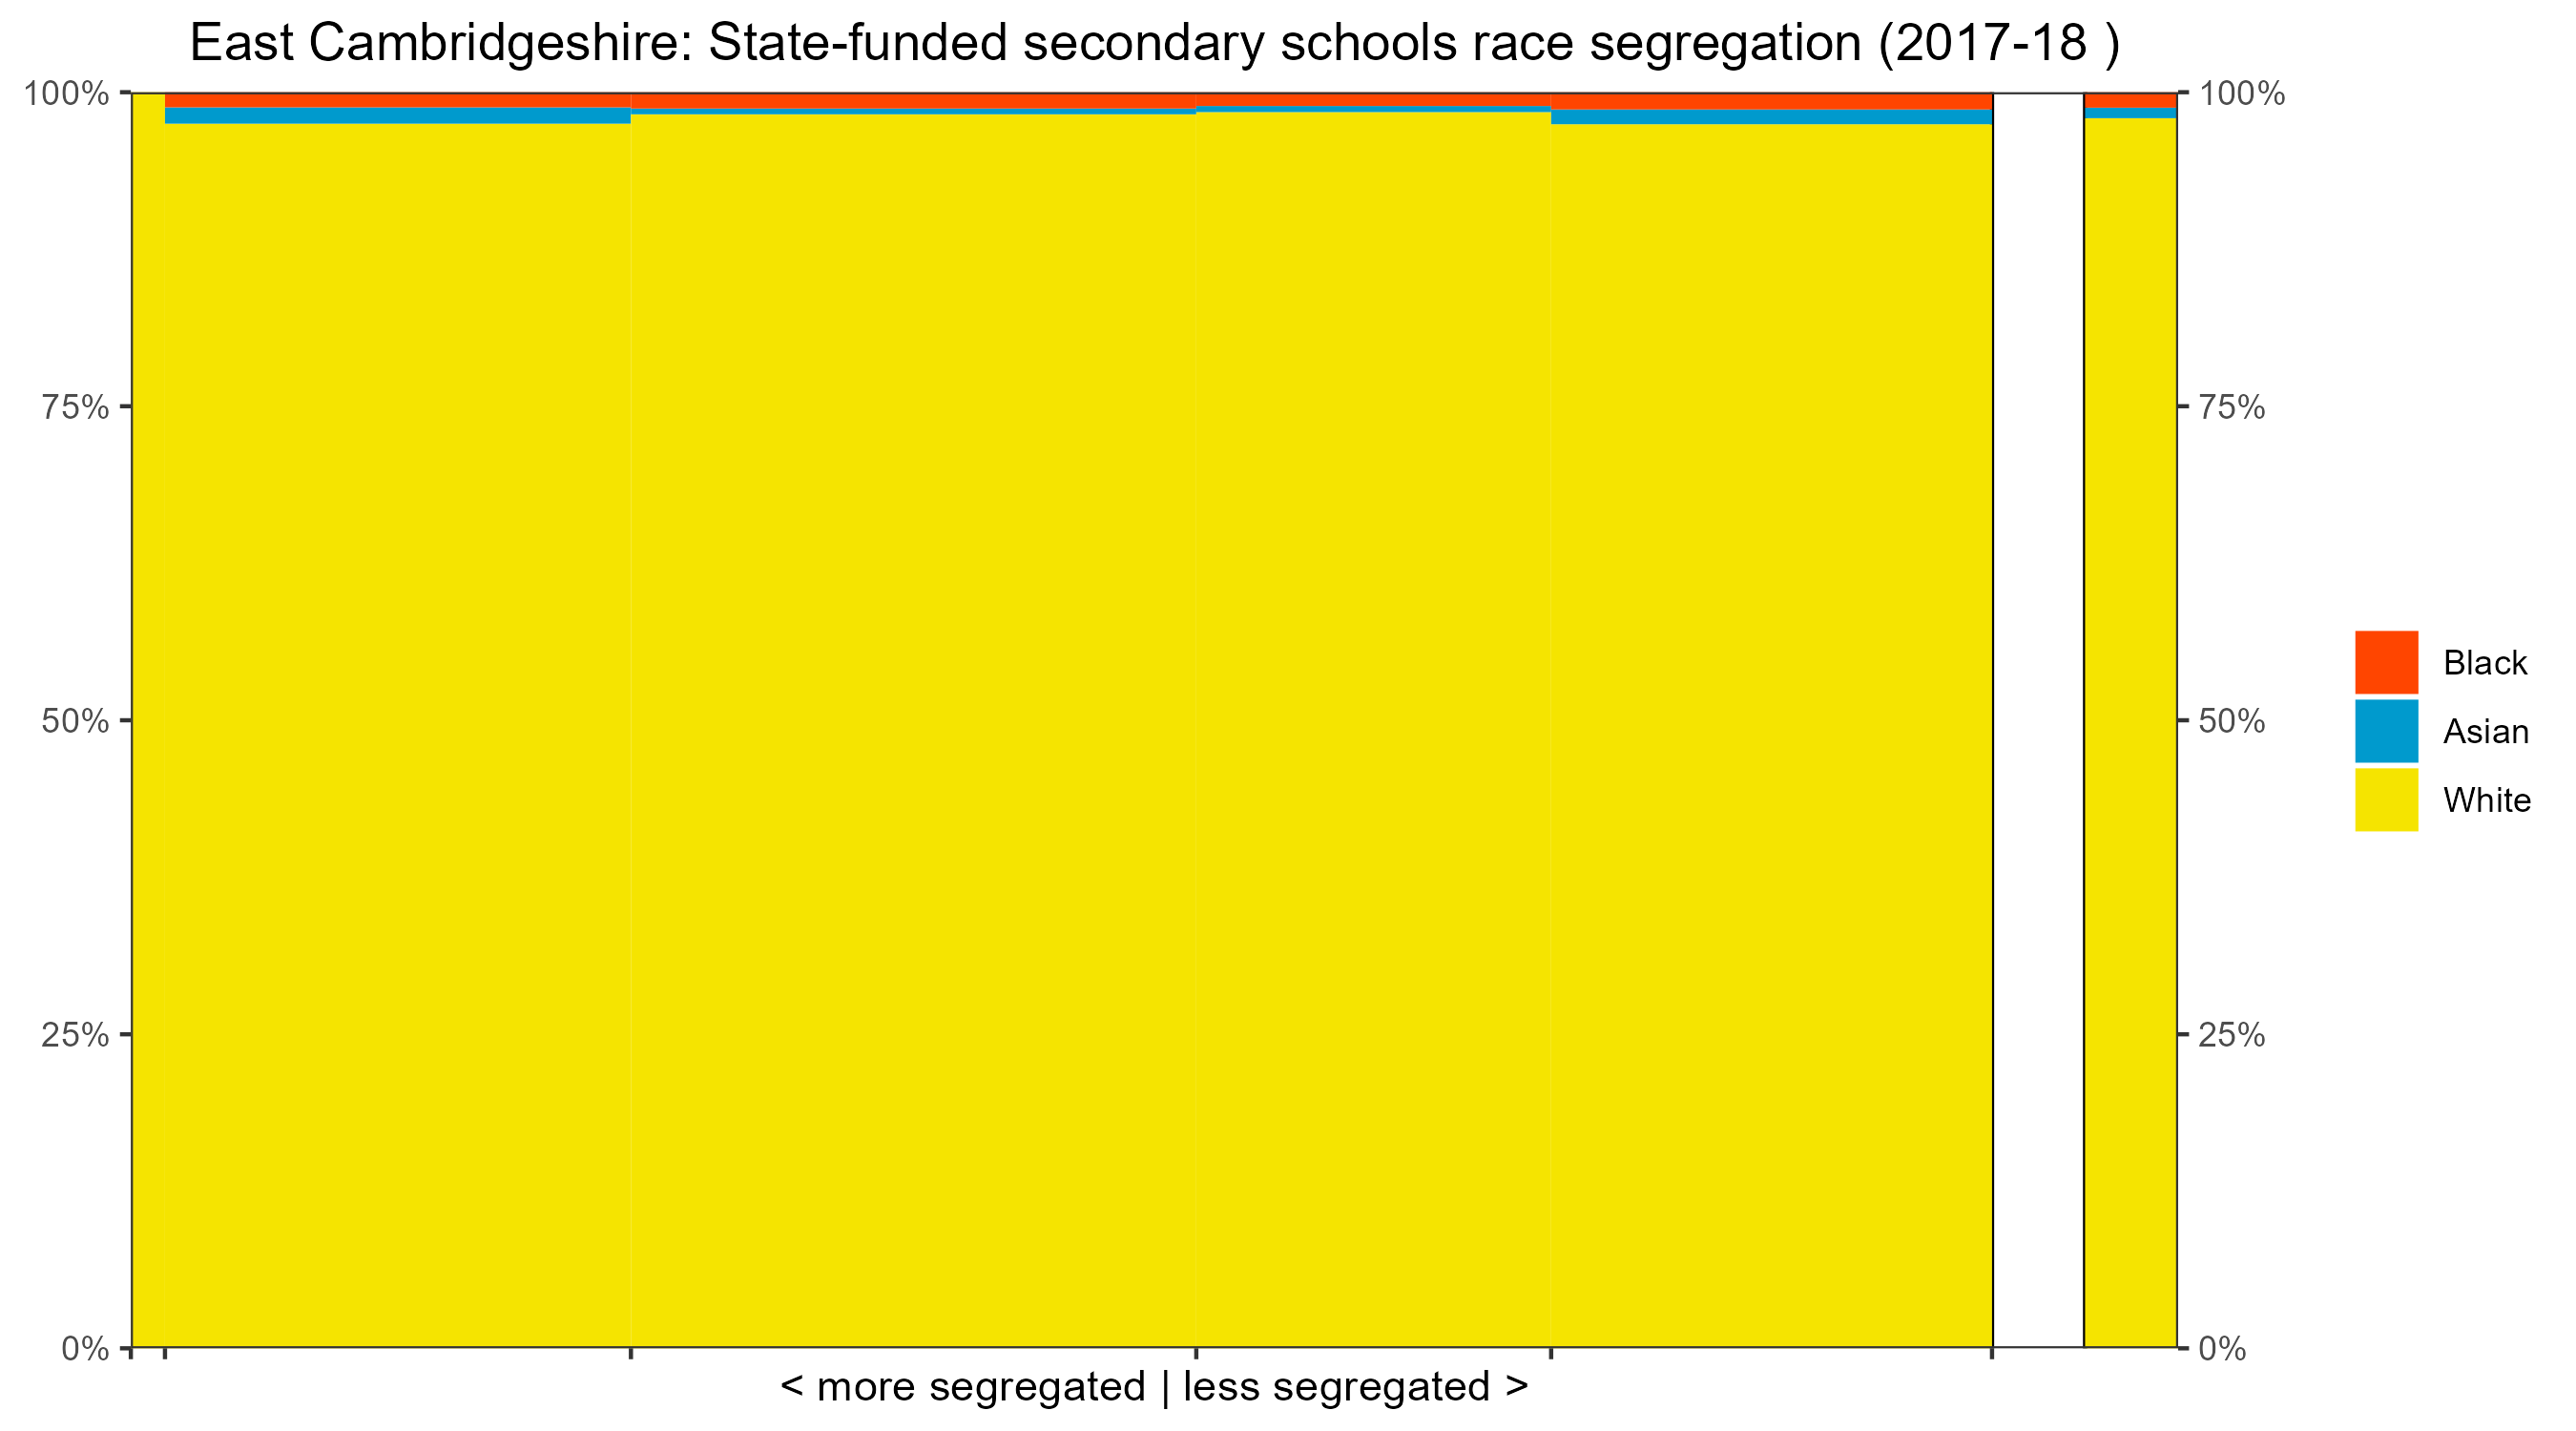 East Cambridgeshire: State-funded secondary schools race segregation (2017-18 )
100%
75%
50%
25%
0%
100%
75%
50%
25%
0%
Black
Asian
White
< more segregated | less segregated >